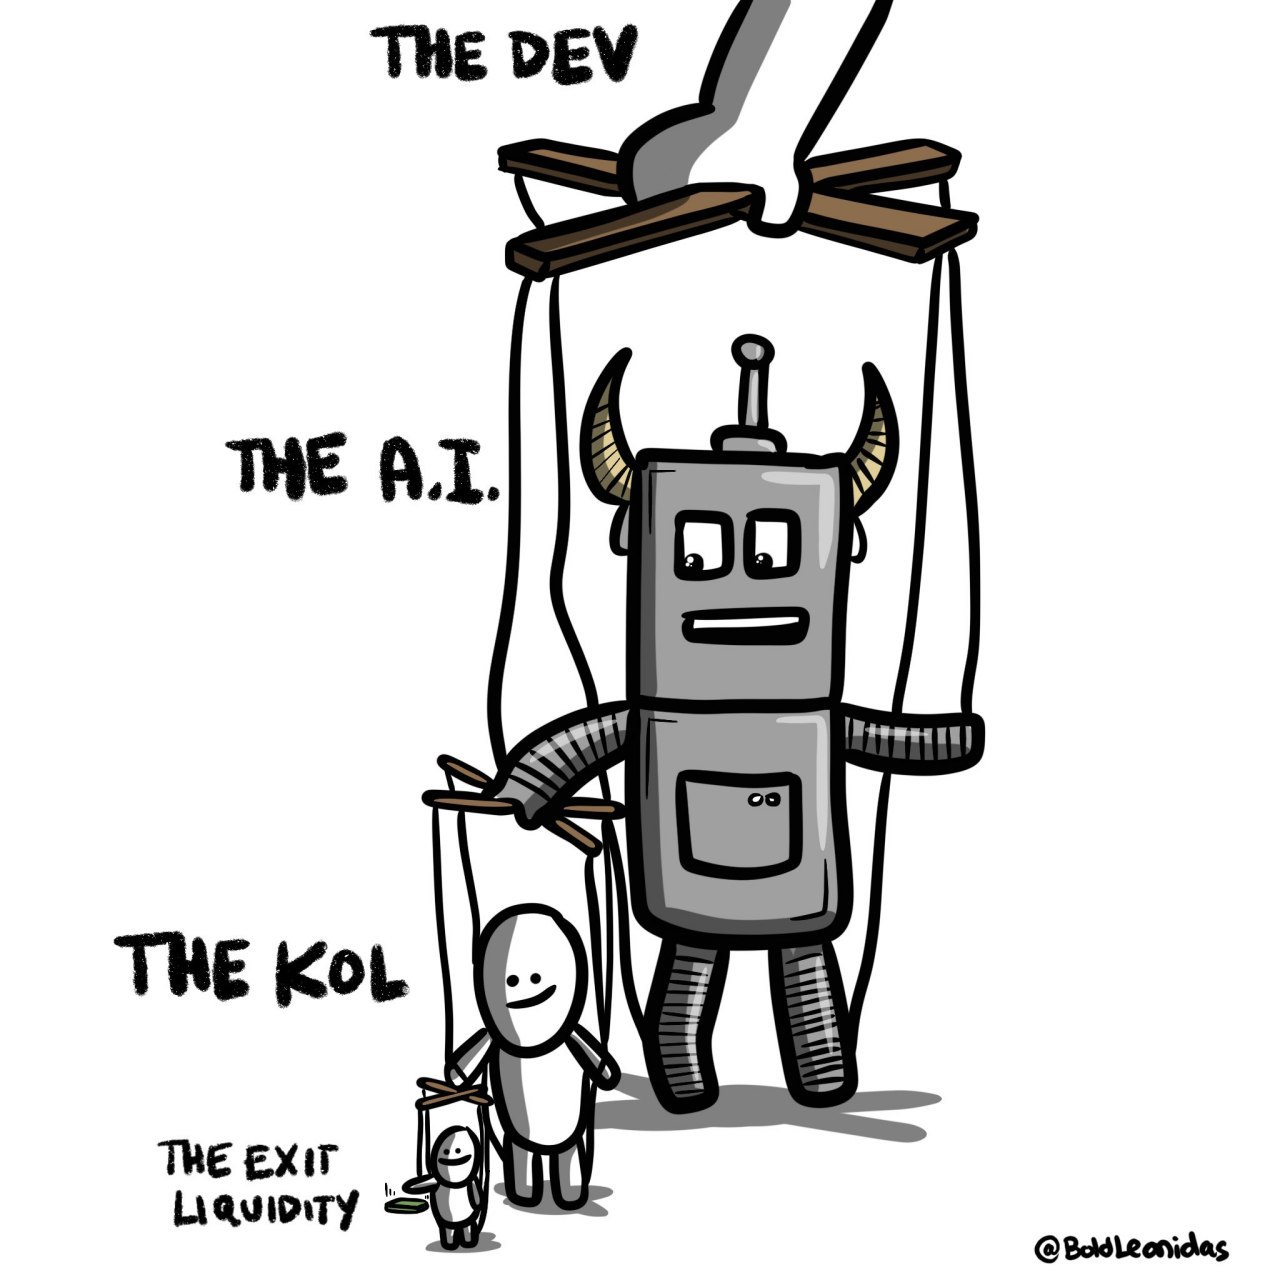 THE DEV
THE A.I.
THE KOL
THE EXIT
LIQUIDITY
@BoldLeonidas